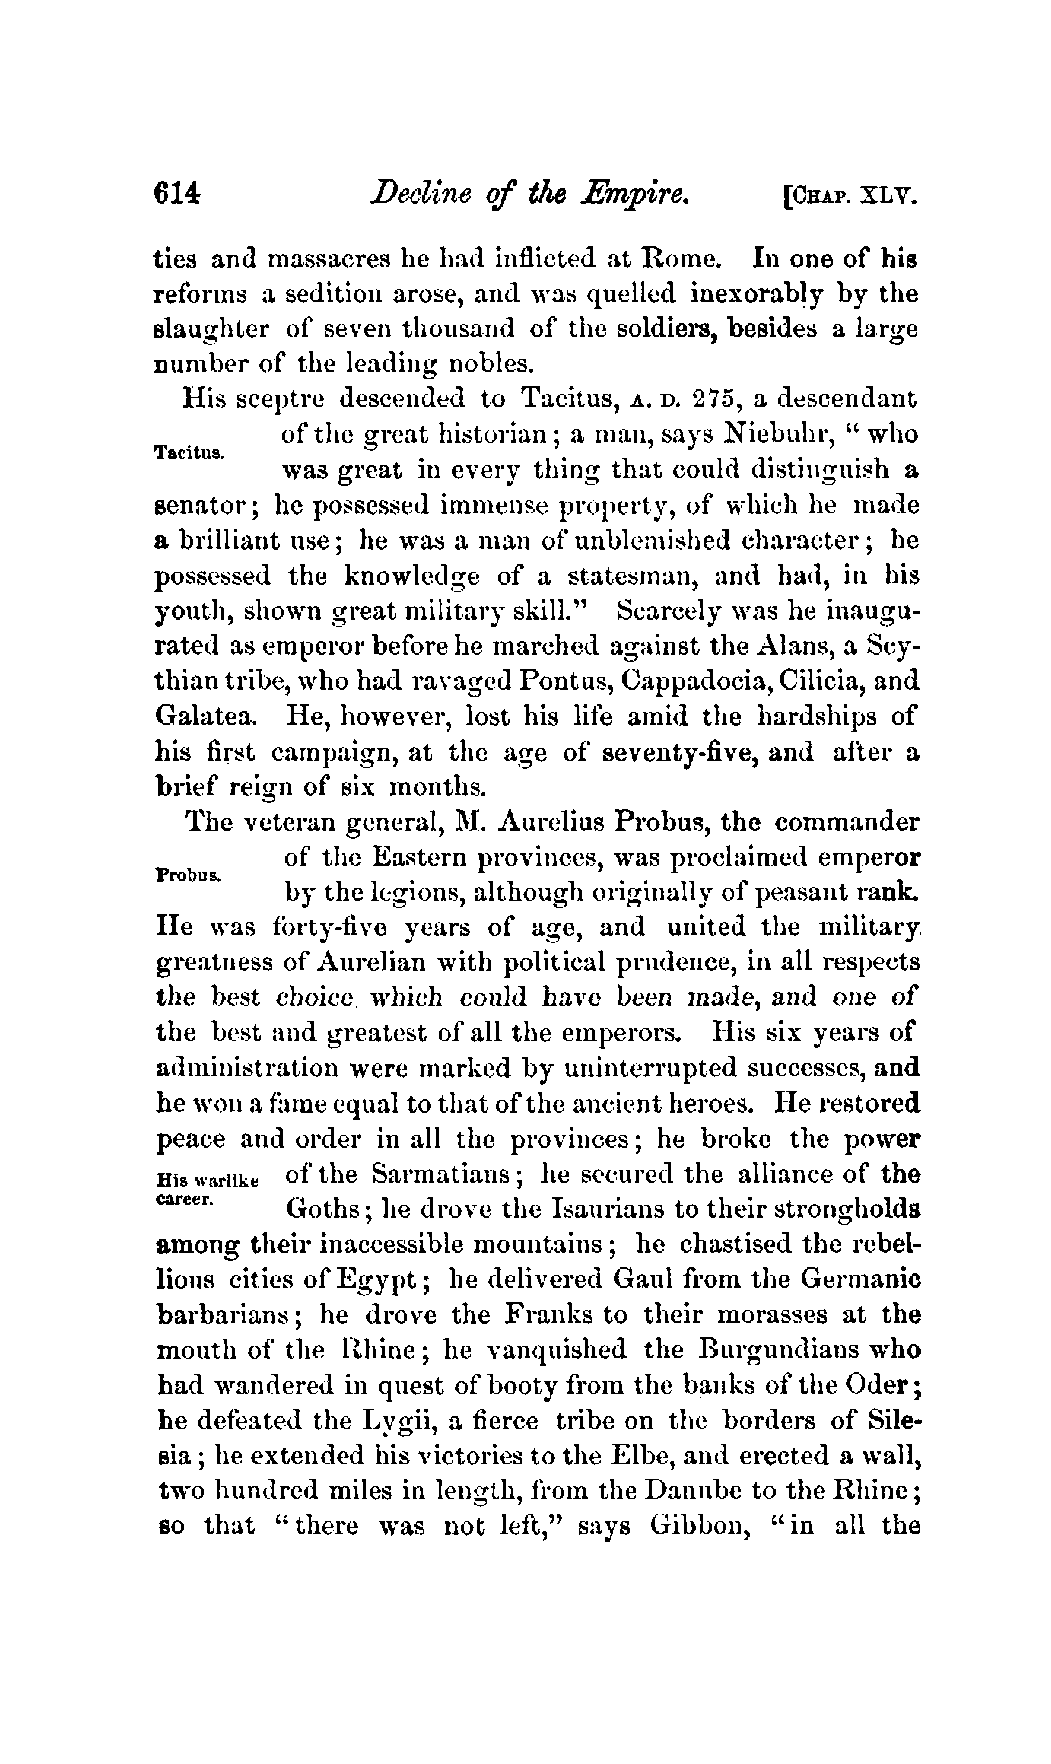 614 Decline of the Empire. [CHAP. XLV.
ties and massacres he had inflicted at Rome. In one of his
reforms a sedition arose, and was quelled inexorably by the
slaughter of seven thousand of the soldiers, besides a large
number of the leading nobles.
His sceptre descended to Tacitus, A. D. 275, a descendant
of the great historian; a man, says Niebuhr, "who
Tacitus.
was great in every thing that could distinguish a
senator; he possessed immense property, of which he made
a brilliant use; he was a man of unblemished character; he
possessed the knowledge of a statesman, and had, in his
youth, shown great military skill." Scarcely was he inaugu-
rated as emperor before he marched against the Alans, a Scy-
thian tribe, who had ravaged Pontus, Cappadocia, Cilicia, and
Galatea. He, however, lost his life amid the hardships of
his first campaign, at the age of seventy-five, and after a
brief reign of six months.
The veteran general, M. Aurelius Probus, the commander
of the Eastern provinces, was proclaimed emperor
Probus.
by the legions, although originally of peasant rank.
He was forty-five years of age, and united the military
greatness of Aurelian with political prudence, in all respects
the best choice which could have been made, and one of
the best and greatest of all the emperors. His six years of
administration were marked by uninterrupted successes, and
he won a fame equal to that of the ancient heroes. He restored
peace and order in all the provinces; he broke the power
His warlike of the Sarmatians; he secured the alliance of the
career. Goths; he drove the Isaurians to their strongholds
among their inaccessible mountains; he chastised the rebel-
lious cities of Egypt; he delivered Gaul from the Germanic
barbarians; he drove the Franks to their morasses at the
mouth of the Rhine; he vanquished the Burgundians who
had wandered in quest of booty from the banks of the Oder;
he defeated the Lygii, a fierce tribe on the borders of Sile-
sia; he extended his victories to the Elbe, and erected a wall,
two hundred miles in length, from the Danube to the Rhine;
so that "there was not left," says Gibbon, "in all the